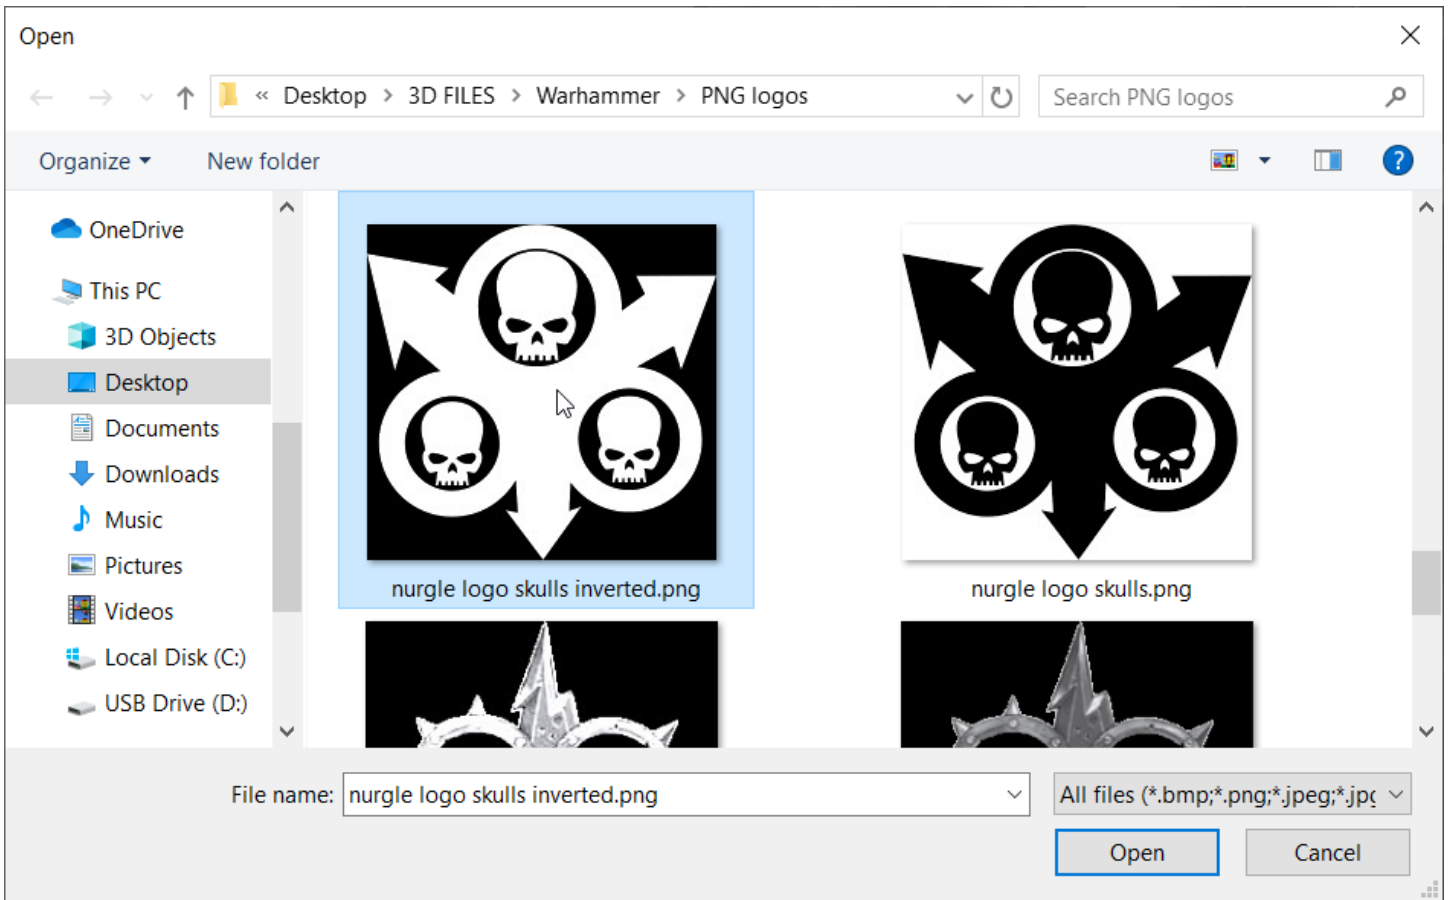 Open
« Desktop > 3D FILES > Warhammer > PNG logos
Search PNG logos
Organize
New folder
?
OneDrive
This PC
3D Objects
Desktop
Documents
Downloads
Music
Pictures
Videos
Local Disk (C:)
USB Drive (D:)
nurgle logo skulls inverted.png
nurgle logo skulls.png
File name: nurgle logo skulls inverted.png
All files (*.bmp;*.png;*.jpeg;*.jpg
Open
Cancel